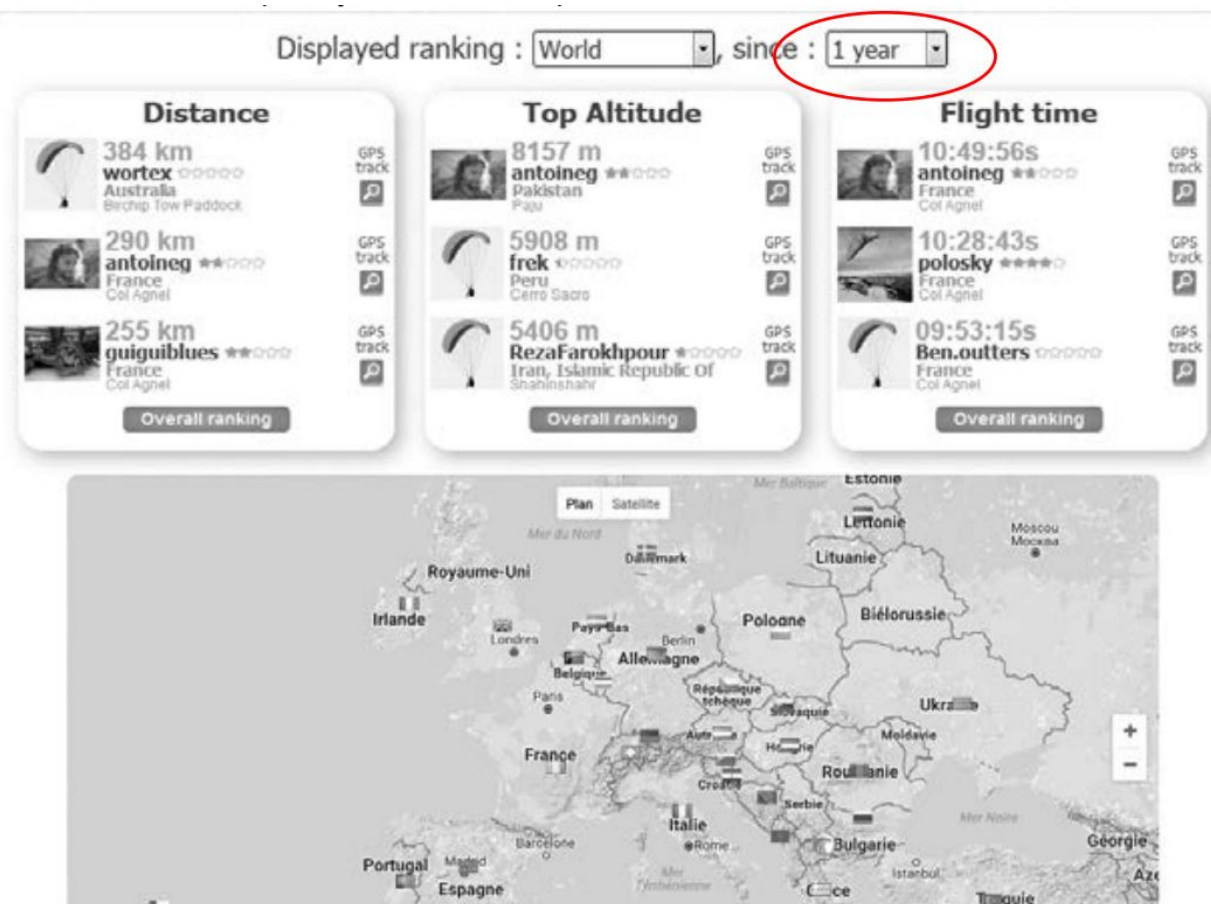 Displayed ranking : World , since : 1 year
Distance
384 km
wortex
Australia
Birchip Tow Paddock
GPS
track
290 km
antoineg
France
Col Agnel
GPS
track
255 km
guiguiblues
France
Col Agnel
GPS
track
Overall ranking
Top Altitude
8157 m
antoineg
Pakistan
Paju
GPS
track
5908 m
frek
Peru
Cerro Sacro
GPS
track
5406 m
RezaFarokhpour
Iran, Islamic Republic Of
Shahinshahr
GPS
track
Overall ranking
Flight time
10:49:56s
antoineg
France
Col Agnel
GPS
track
10:28:43s
polosky
France
Col Agnel
GPS
track
09:53:15s
Ben.outters
France
Col Agnel
GPS
track
Overall ranking
Plan Satellite
Mer Baltique
Estonie
Lettonie
Moscou
Москва
Mer du Nord
Danemark
Lituanie
Royaume-Uni
Irlande
Londres
Pays-Bas
Berlin
Pologne
Biélorussie
Allemagne
Belgique
Paris
République
tchèque
Slovaquie
Ukraine
Moldavie
France
Hongrie
Roumanie
Croatie
Serbie
Italie
Mer Noire
Barcelone
Rome
Bulgarie
Géorgie
Portugal
Madrid
Espagne
Mer
Tyrrhénienne
Istanbul
Aze
+
−